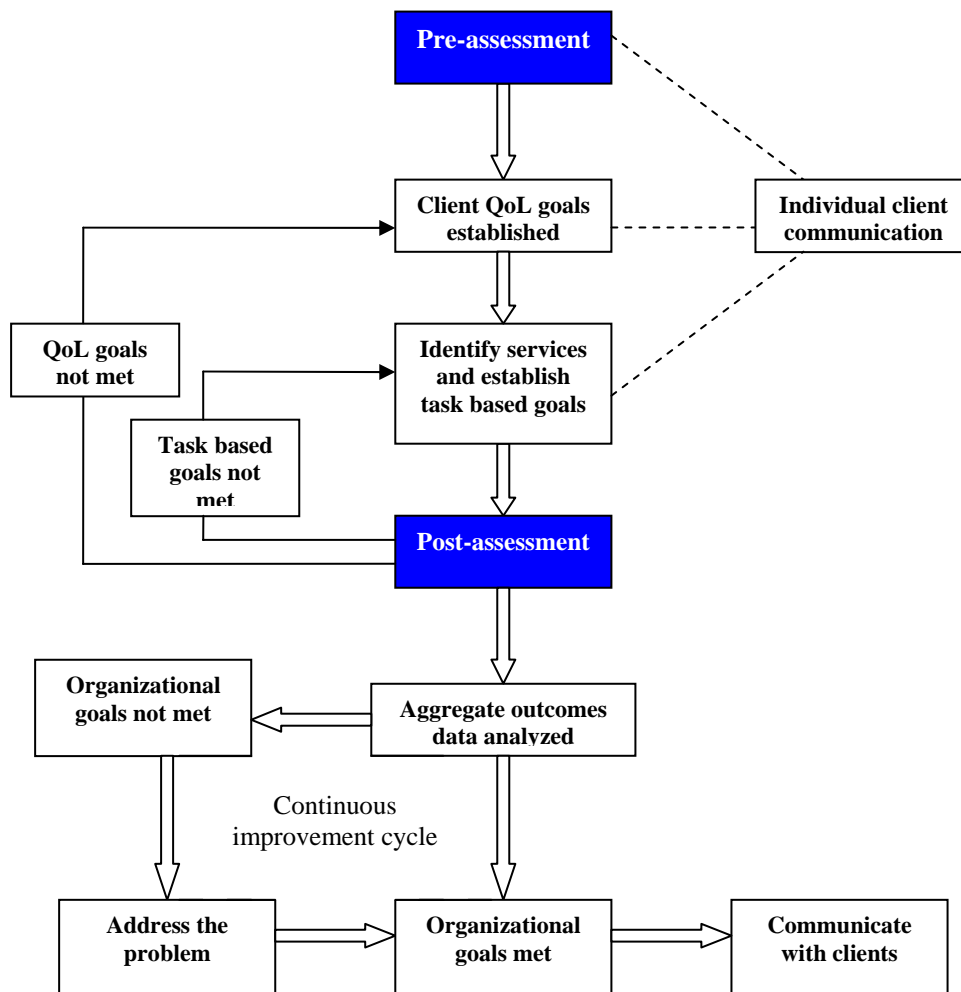 Pre-assessment
Client QoL goals
established
Individual client
communication
QoL goals
not met
Identify services
and establish
task based goals
Task based
goals not
met
Post-assessment
Organizational
goals not met
Aggregate outcomes
data analyzed
Continuous
improvement cycle
Address the
problem
Organizational
goals met
Communicate
with clients